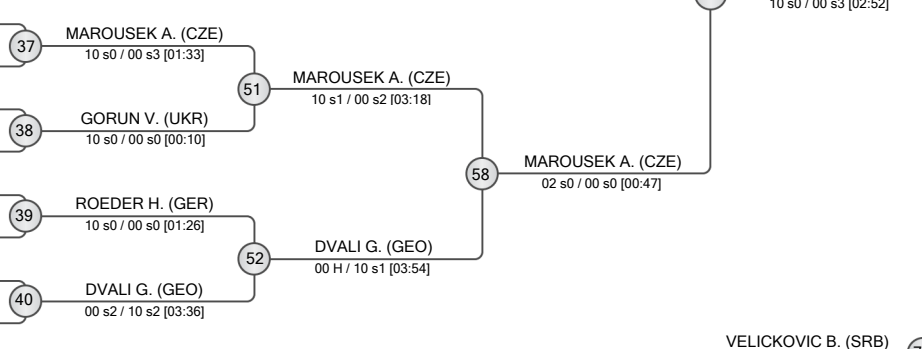 10 s0 / 00 s3 [02:52]
37
MAROUSEK A. (CZE)
10 s0 / 00 s3 [01:33]
51
MAROUSEK A. (CZE)
10 s1 / 00 s2 [03:18]
38
GORUN V. (UKR)
10 s0 / 00 s0 [00:10]
58
MAROUSEK A. (CZE)
02 s0 / 00 s0 [00:47]
39
ROEDER H. (GER)
10 s0 / 00 s0 [01:26]
52
DVALI G. (GEO)
00 H / 10 s1 [03:54]
40
DVALI G. (GEO)
00 s2 / 10 s2 [03:36]
VELICKOVIC B. (SRB)